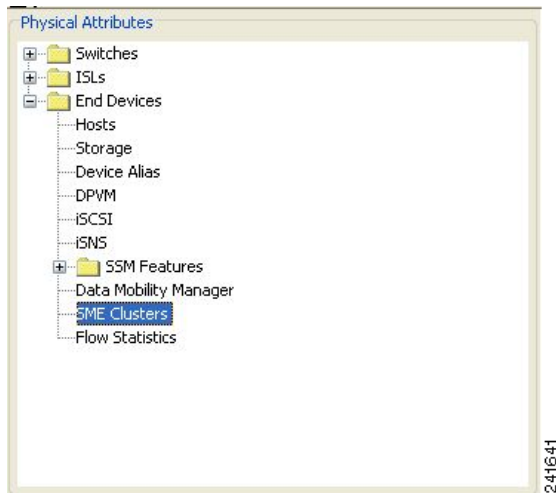 Physical Attributes
Switches
ISLs
End Devices
Hosts
Storage
Device Alias
DPVM
iSCSI
iSNS
SSM Features
Data Mobility Manager
SME Clusters
Flow Statistics
241641